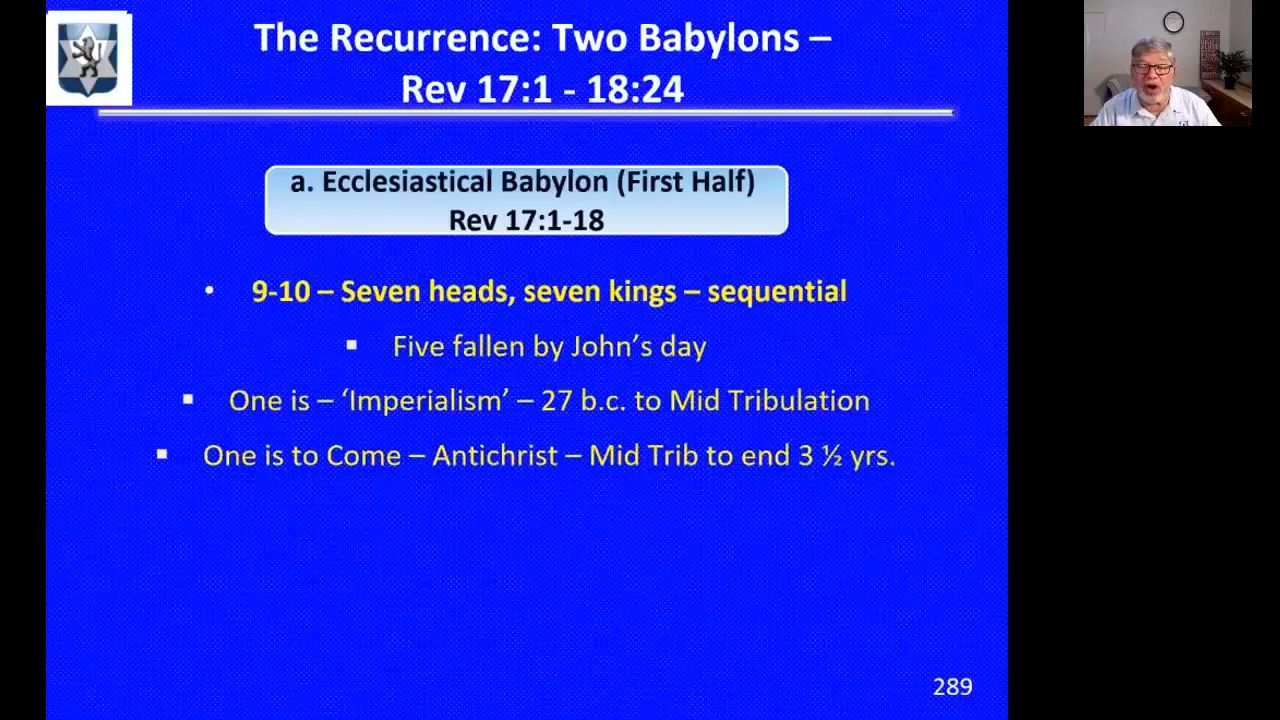 The Recurrence: Two Babylons –
Rev 17:1 - 18:24
a. Ecclesiastical Babylon (First Half)
Rev 17:1-18
• 9-10 – Seven heads, seven kings – sequential
▪ Five fallen by John’s day
▪ One is – ‘Imperialism’ – 27 b.c. to Mid Tribulation
▪ One is to Come – Antichrist – Mid Trib to end 3 ½ yrs.
289